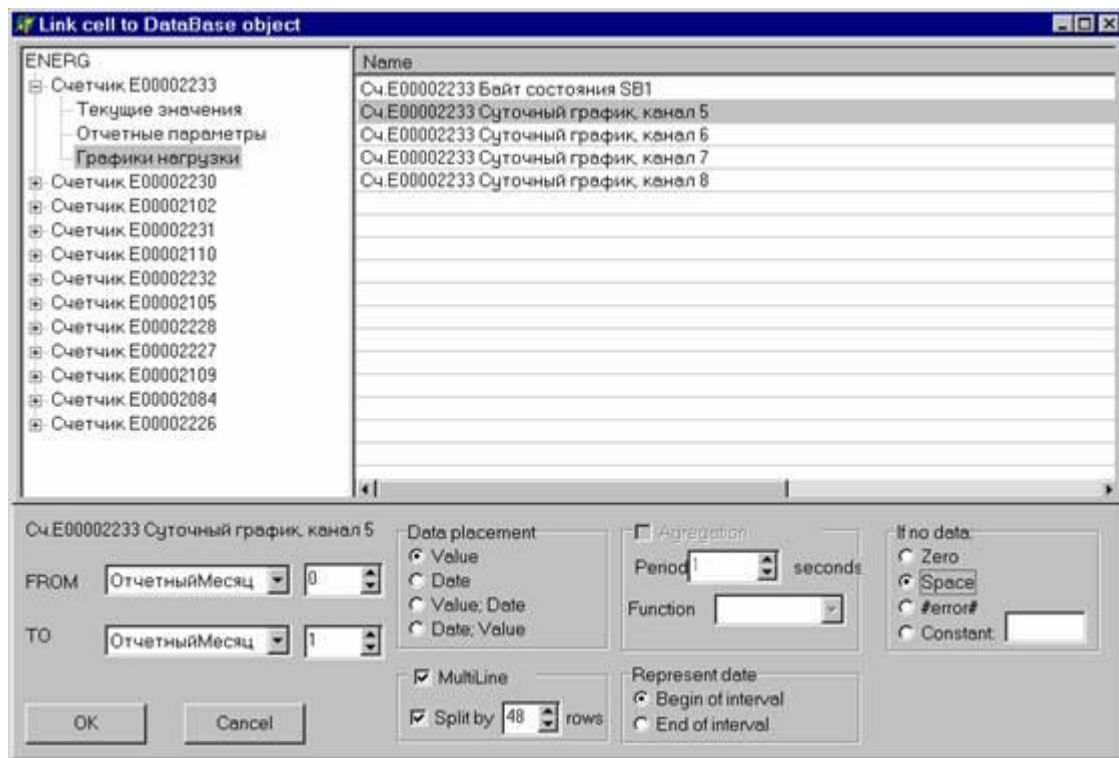 Link cell to DataBase object
ENERG
Счетчик E00002233
Текущие значения
Отчетные параметры
Графики нагрузки
Счетчик E00002230
Счетчик E00002102
Счетчик E00002231
Счетчик E00002110
Счетчик E00002232
Счетчик E00002105
Счетчик E00002228
Счетчик E00002227
Счетчик E00002109
Счетчик E00002084
Счетчик E00002226
Name
Сч.E00002233 Байт состояния SB1
Сч.E00002233 Суточный график, канал 5
Сч.E00002233 Суточный график, канал 6
Сч.E00002233 Суточный график, канал 7
Сч.E00002233 Суточный график, канал 8
Сч.E00002233 Суточный график, канал 5
FROM ОтчетныйМесяц 0
TO ОтчетныйМесяц 1
OK Cancel
Data placement
Value
Date
Value; Date
Date; Value
MultiLine
Split by 48 rows
Agregation
Period 1 seconds
Function
Represent date
Begin of interval
End of interval
If no data:
Zero
Space
#error#
Constant: